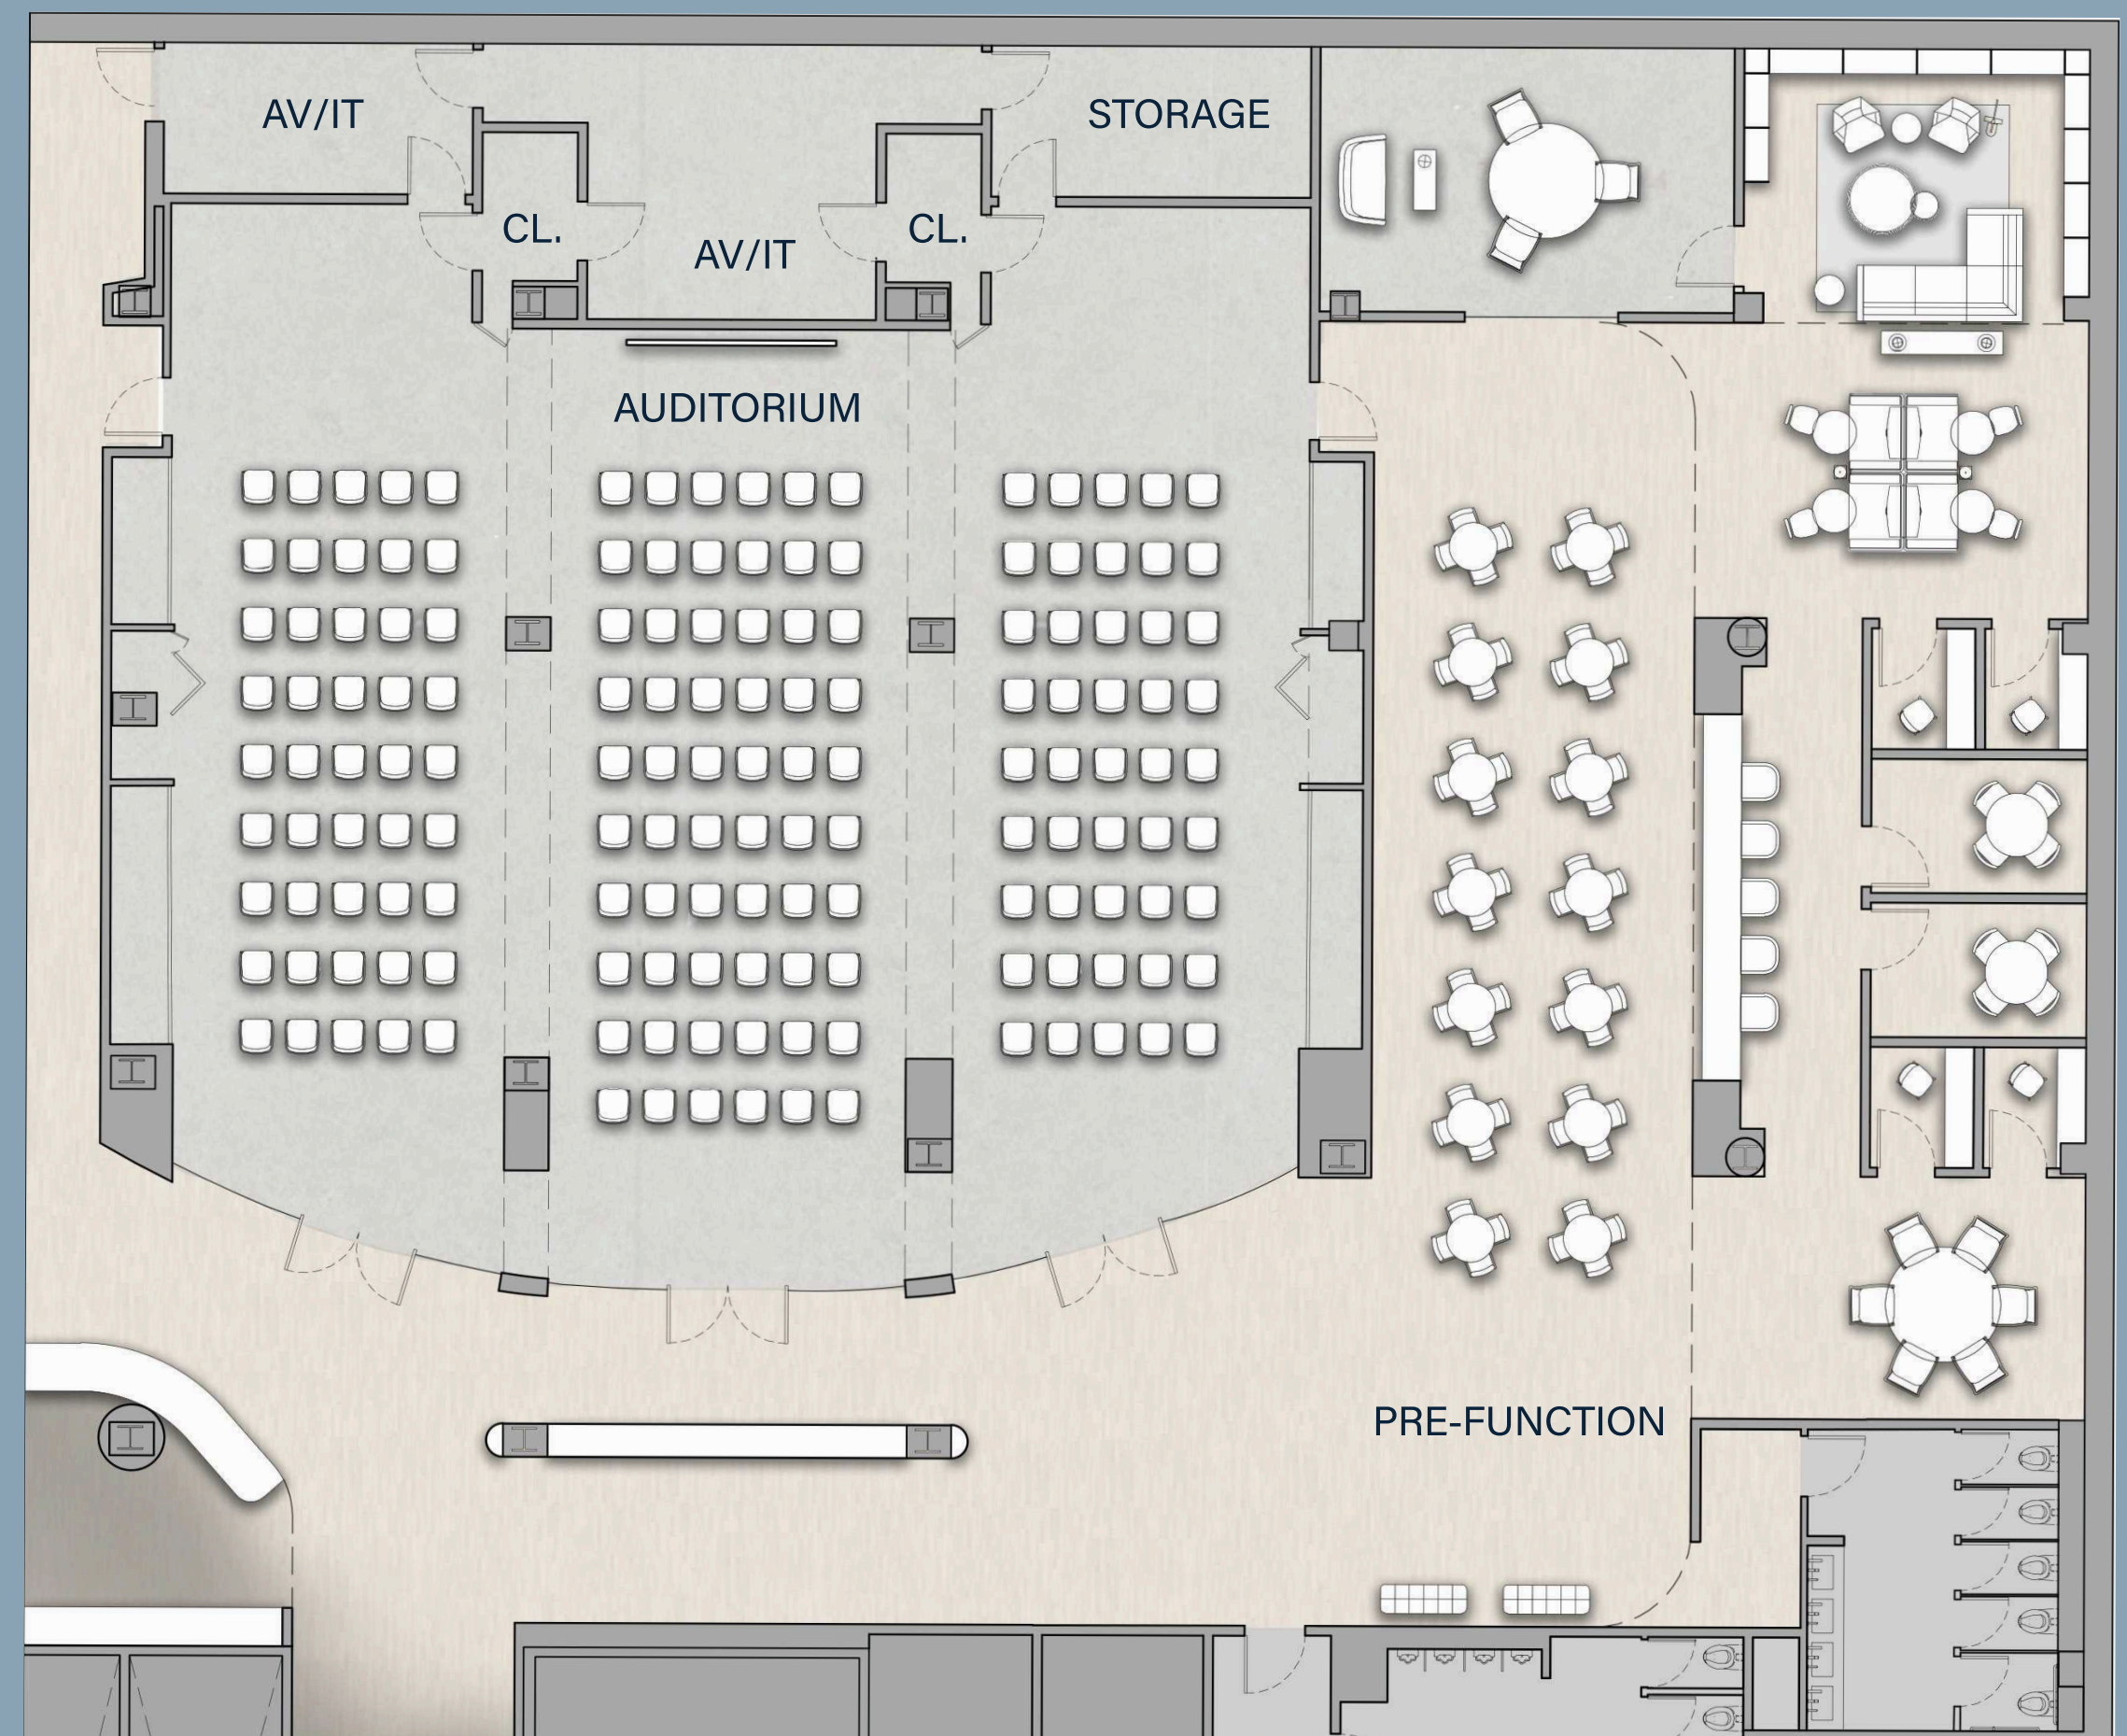 AV/IT
STORAGE
CL.
AV/IT
CL.
AUDITORIUM
PRE-FUNCTION